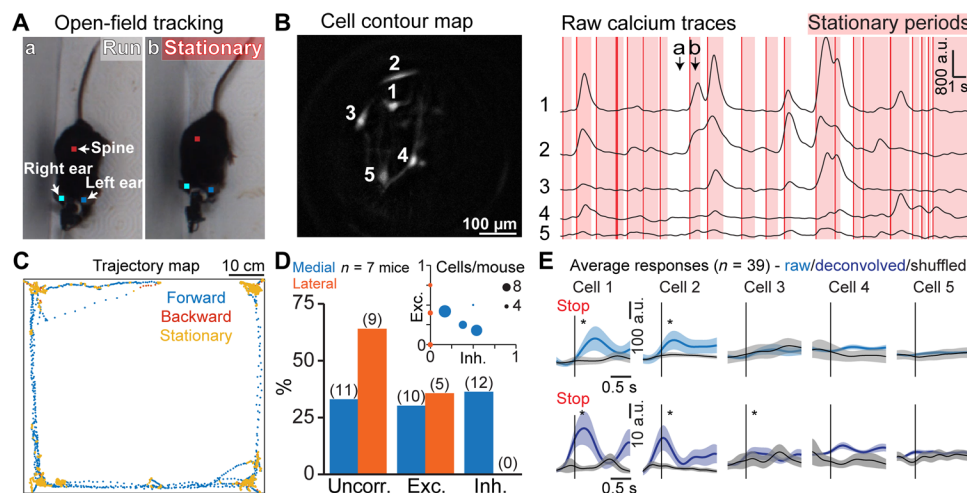 A Open-field tracking
a Run b Stationary
Spine
Right ear
Left ear
B Cell contour map
2
1
3
4
5
100 µm
Raw calcium traces Stationary periods
a b
800 a.u.
1 s
1
2
3
4
5
C Trajectory map 10 cm
Forward
Backward
Stationary
D Medial n = 7 mice
Lateral
Cells/mouse
8
4
Exc.
1
0
0 Inh. 1
75
50
25
0
%
(11) (9) (10) (5) (12) (0)
Uncorr. Exc. Inh.
E Average responses (n = 39) - raw/deconvolved/shuffled
Cell 1 Cell 2 Cell 3 Cell 4 Cell 5
Stop
* *
100 a.u.
0.5 s
Stop
* * *
10 a.u.
0.5 s